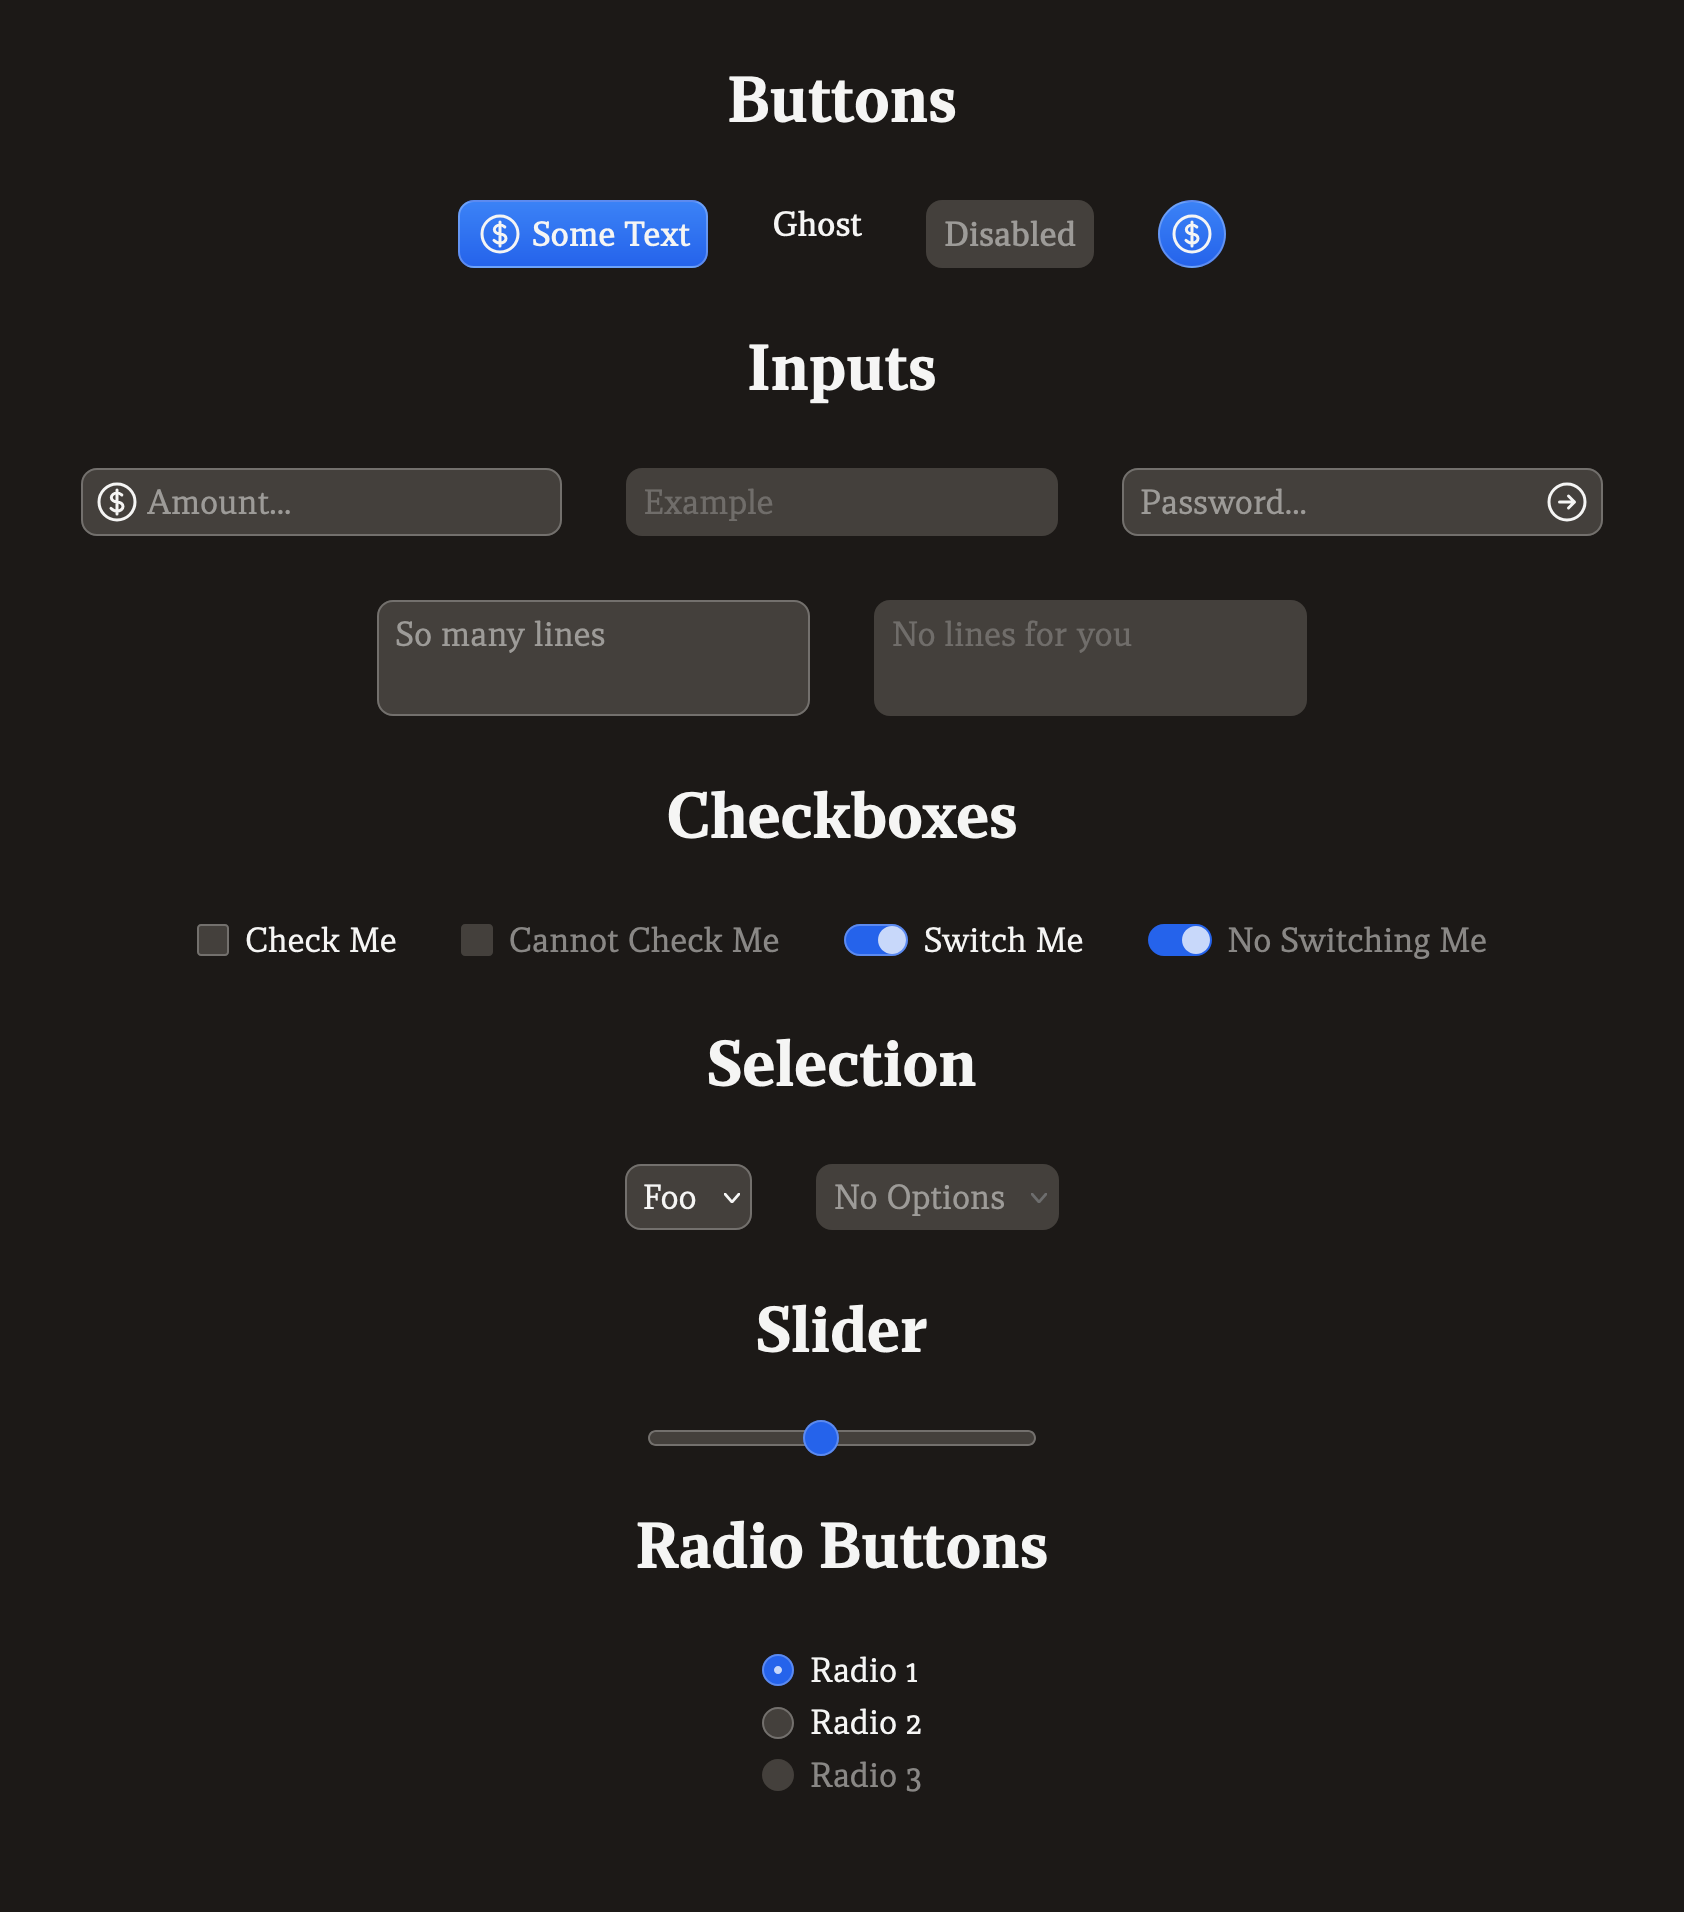 Buttons
Some Text
Ghost
Disabled
Inputs
Amount...
Example
Password...
So many lines
No lines for you
Checkboxes
Check Me
Cannot Check Me
Switch Me
No Switching Me
Selection
Foo
No Options
Slider
Radio Buttons
Radio 1
Radio 2
Radio 3